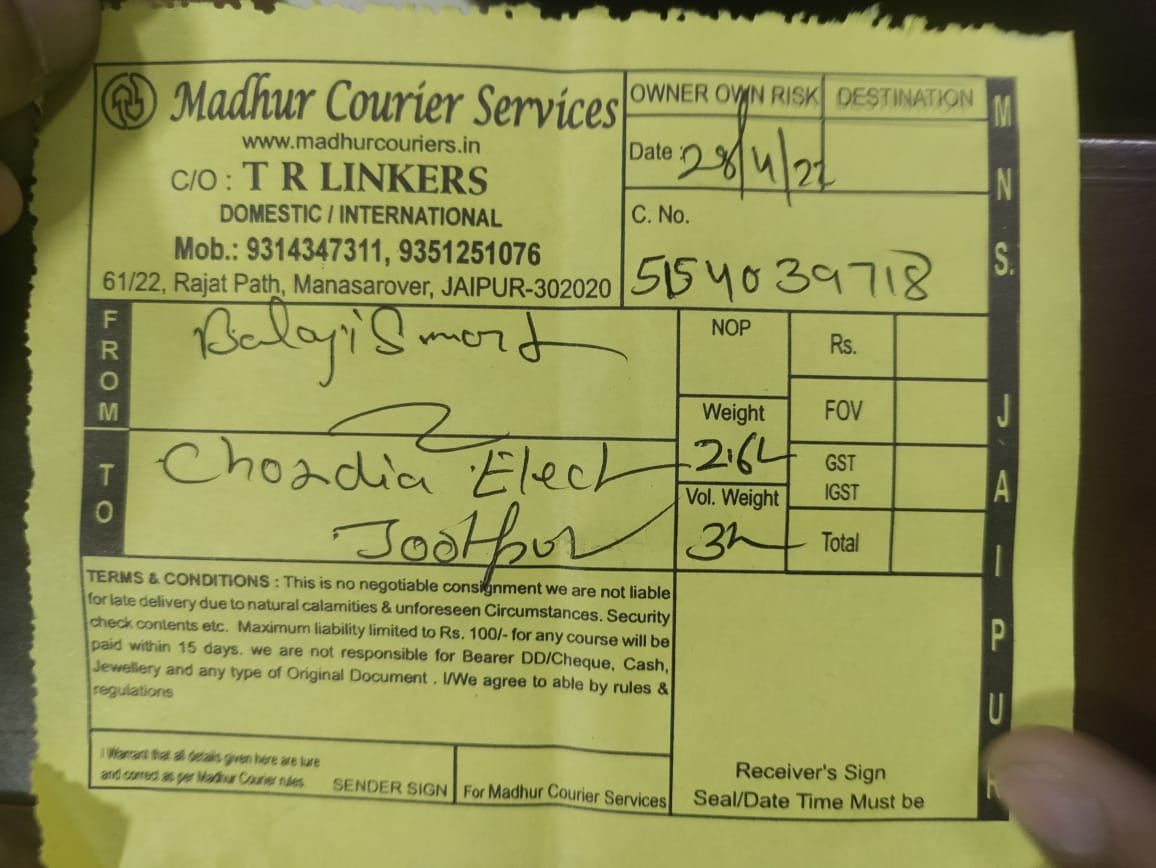 Madhur Courier Services
www.madhurcouriers.in
C/O : T R LINKERS
DOMESTIC / INTERNATIONAL
Mob.: 9314347311, 9351251076
61/22, Rajat Path, Manasarover, JAIPUR-302020
OWNER OWN RISK
DESTINATION
Date : 28/4/22
C. No.
515 40 39718
MNS. JAIPUR
FROM
Balaji Smart
TO
Chordia Elect
Jodhpur
NOP
Weight
2.6
Vol. Weight
3
Rs.
FOV
GST
IGST
Total
TERMS & CONDITIONS : This is no negotiable consignment we are not liable
for late delivery due to natural calamities & unforeseen Circumstances. Security
check contents etc. Maximum liability limited to Rs. 100/- for any course will be
paid within 15 days. we are not responsible for Bearer DD/Cheque, Cash,
Jewellery and any type of Original Document . I/We agree to able by rules &
regulations
I Warrant that all details given here are ture
and correct as per Madhur Courier rules
SENDER SIGN
For Madhur Courier Services
Receiver's Sign
Seal/Date Time Must be